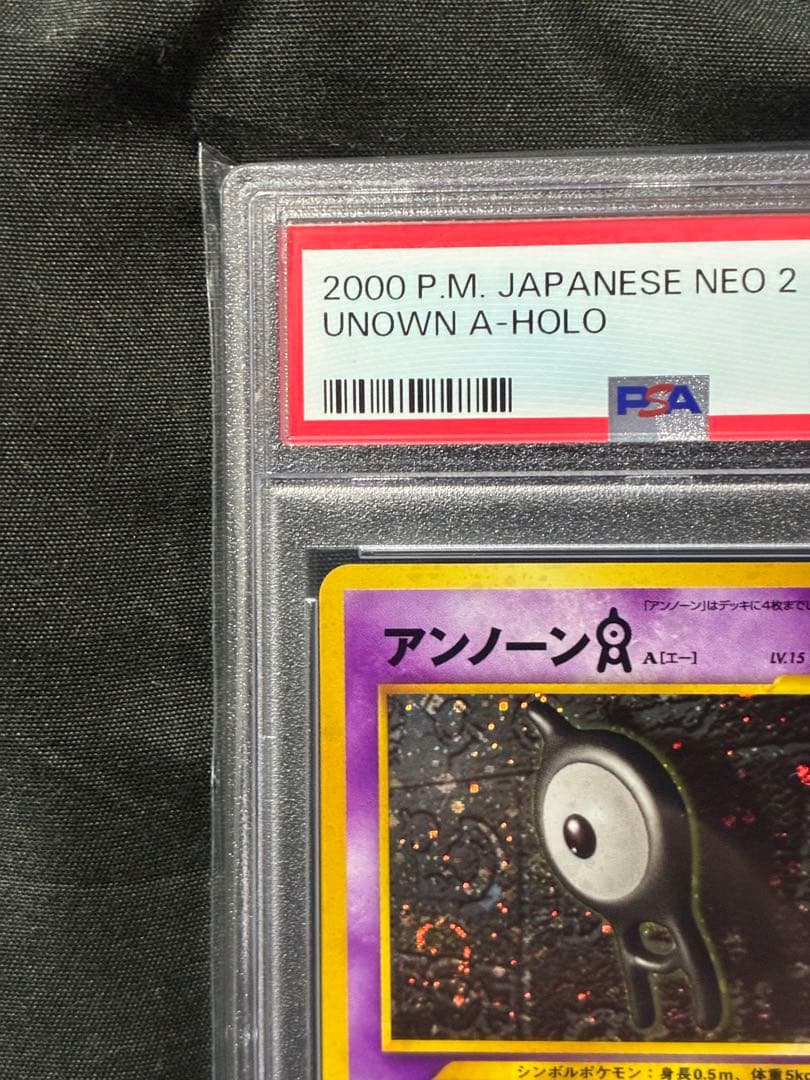 2000 P.M. JAPANESE NEO 2
UNOWN A-HOLO
PSA
「アンノーン」はデッキに4枚まで
アンノーン A[エー] LV.15
シンボルポケモン：身長0.5m、体重5kg